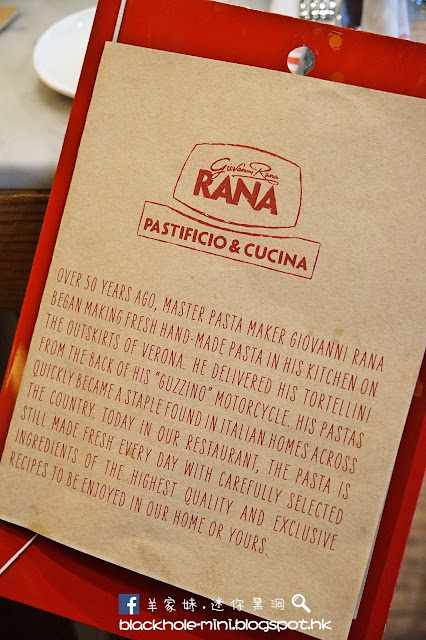 Giovanni Rana
RANA
PASTIFICIO & CUCINA
OVER 50 YEARS AGO, MASTER PASTA MAKER GIOVANNI RANA
BEGAN MAKING FRESH HAND-MADE PASTA IN HIS KITCHEN ON
THE OUTSKIRTS OF VERONA. HE DELIVERED HIS TORTELLINI
FROM THE BACK OF HIS "GUZZINO" MOTORCYCLE. HIS PASTAS
QUICKLY BECAME A STAPLE FOUND IN ITALIAN HOMES ACROSS
THE COUNTRY. TODAY IN OUR RESTAURANT, THE PASTA IS
STILL MADE FRESH EVERY DAY WITH CAREFULLY SELECTED
INGREDIENTS OF THE HIGHEST QUALITY AND EXCLUSIVE
RECIPES TO BE ENJOYED IN OUR HOME OR YOURS.
f 羊家妹.迷你黑洞
blackhole-mini.blogspot.hk